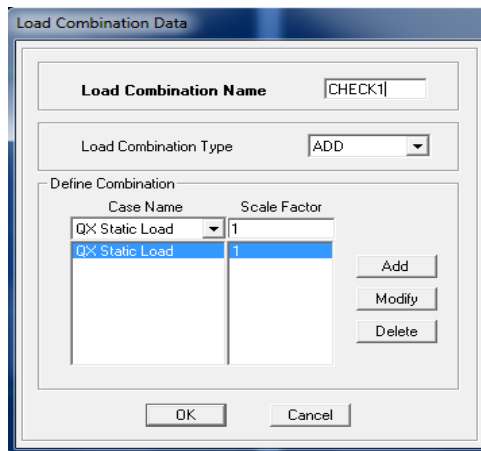 Load Combination Data
Load Combination Name CHECK1
Load Combination Type ADD
Define Combination
Case Name Scale Factor
QX Static Load 1
QX Static Load 1
Add
Modify
Delete
OK Cancel